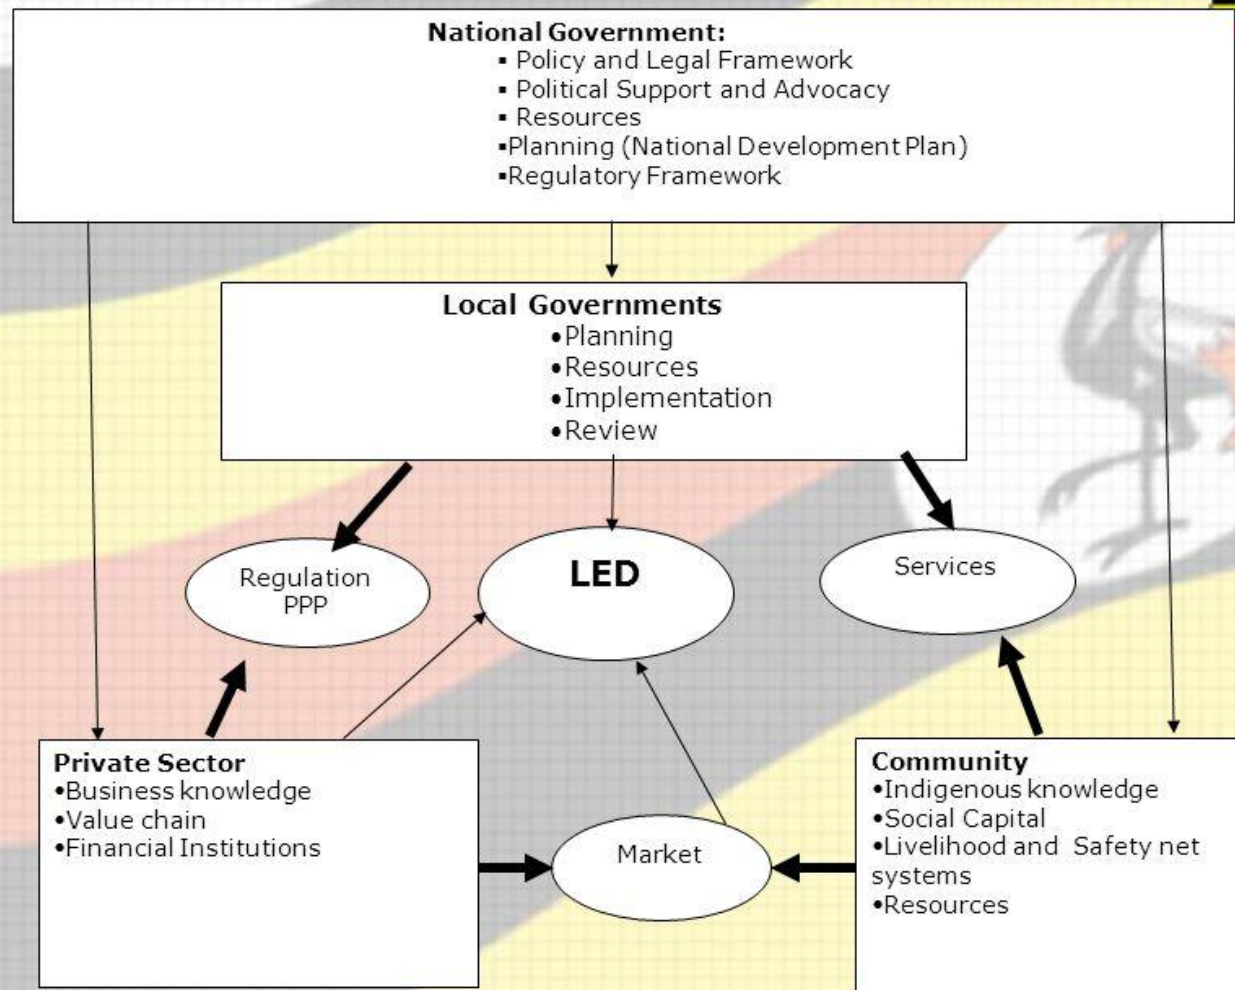 National Government:
▪ Policy and Legal Framework
▪ Political Support and Advocacy
▪ Resources
▪Planning (National Development Plan)
▪Regulatory Framework
Local Governments
•Planning
•Resources
•Implementation
•Review
Regulation
PPP
LED
Services
Private Sector
•Business knowledge
•Value chain
•Financial Institutions
Market
Community
•Indigenous knowledge
•Social Capital
•Livelihood and Safety net
systems
•Resources